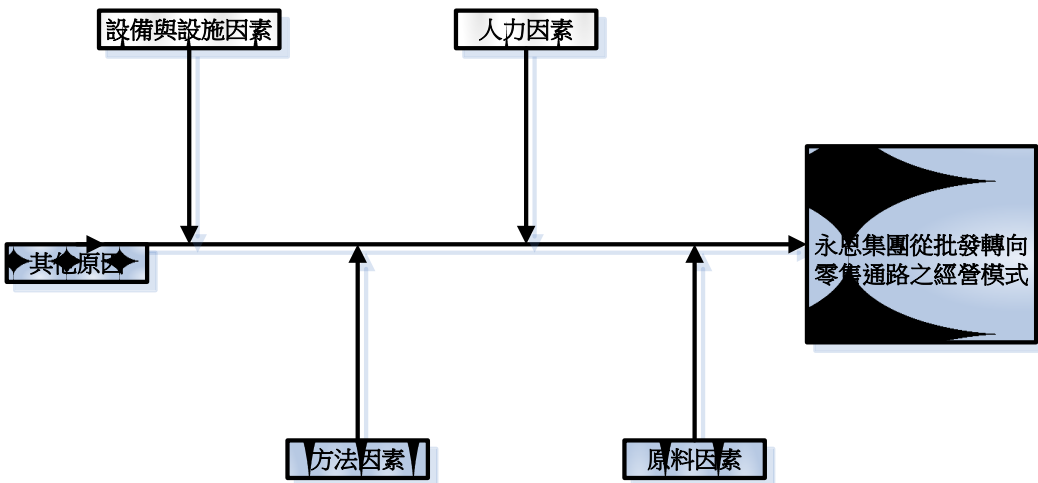 設備與設施因素
人力因素
其他原因
永恩集團從批發轉向
零售通路之經營模式
方法因素
原料因素